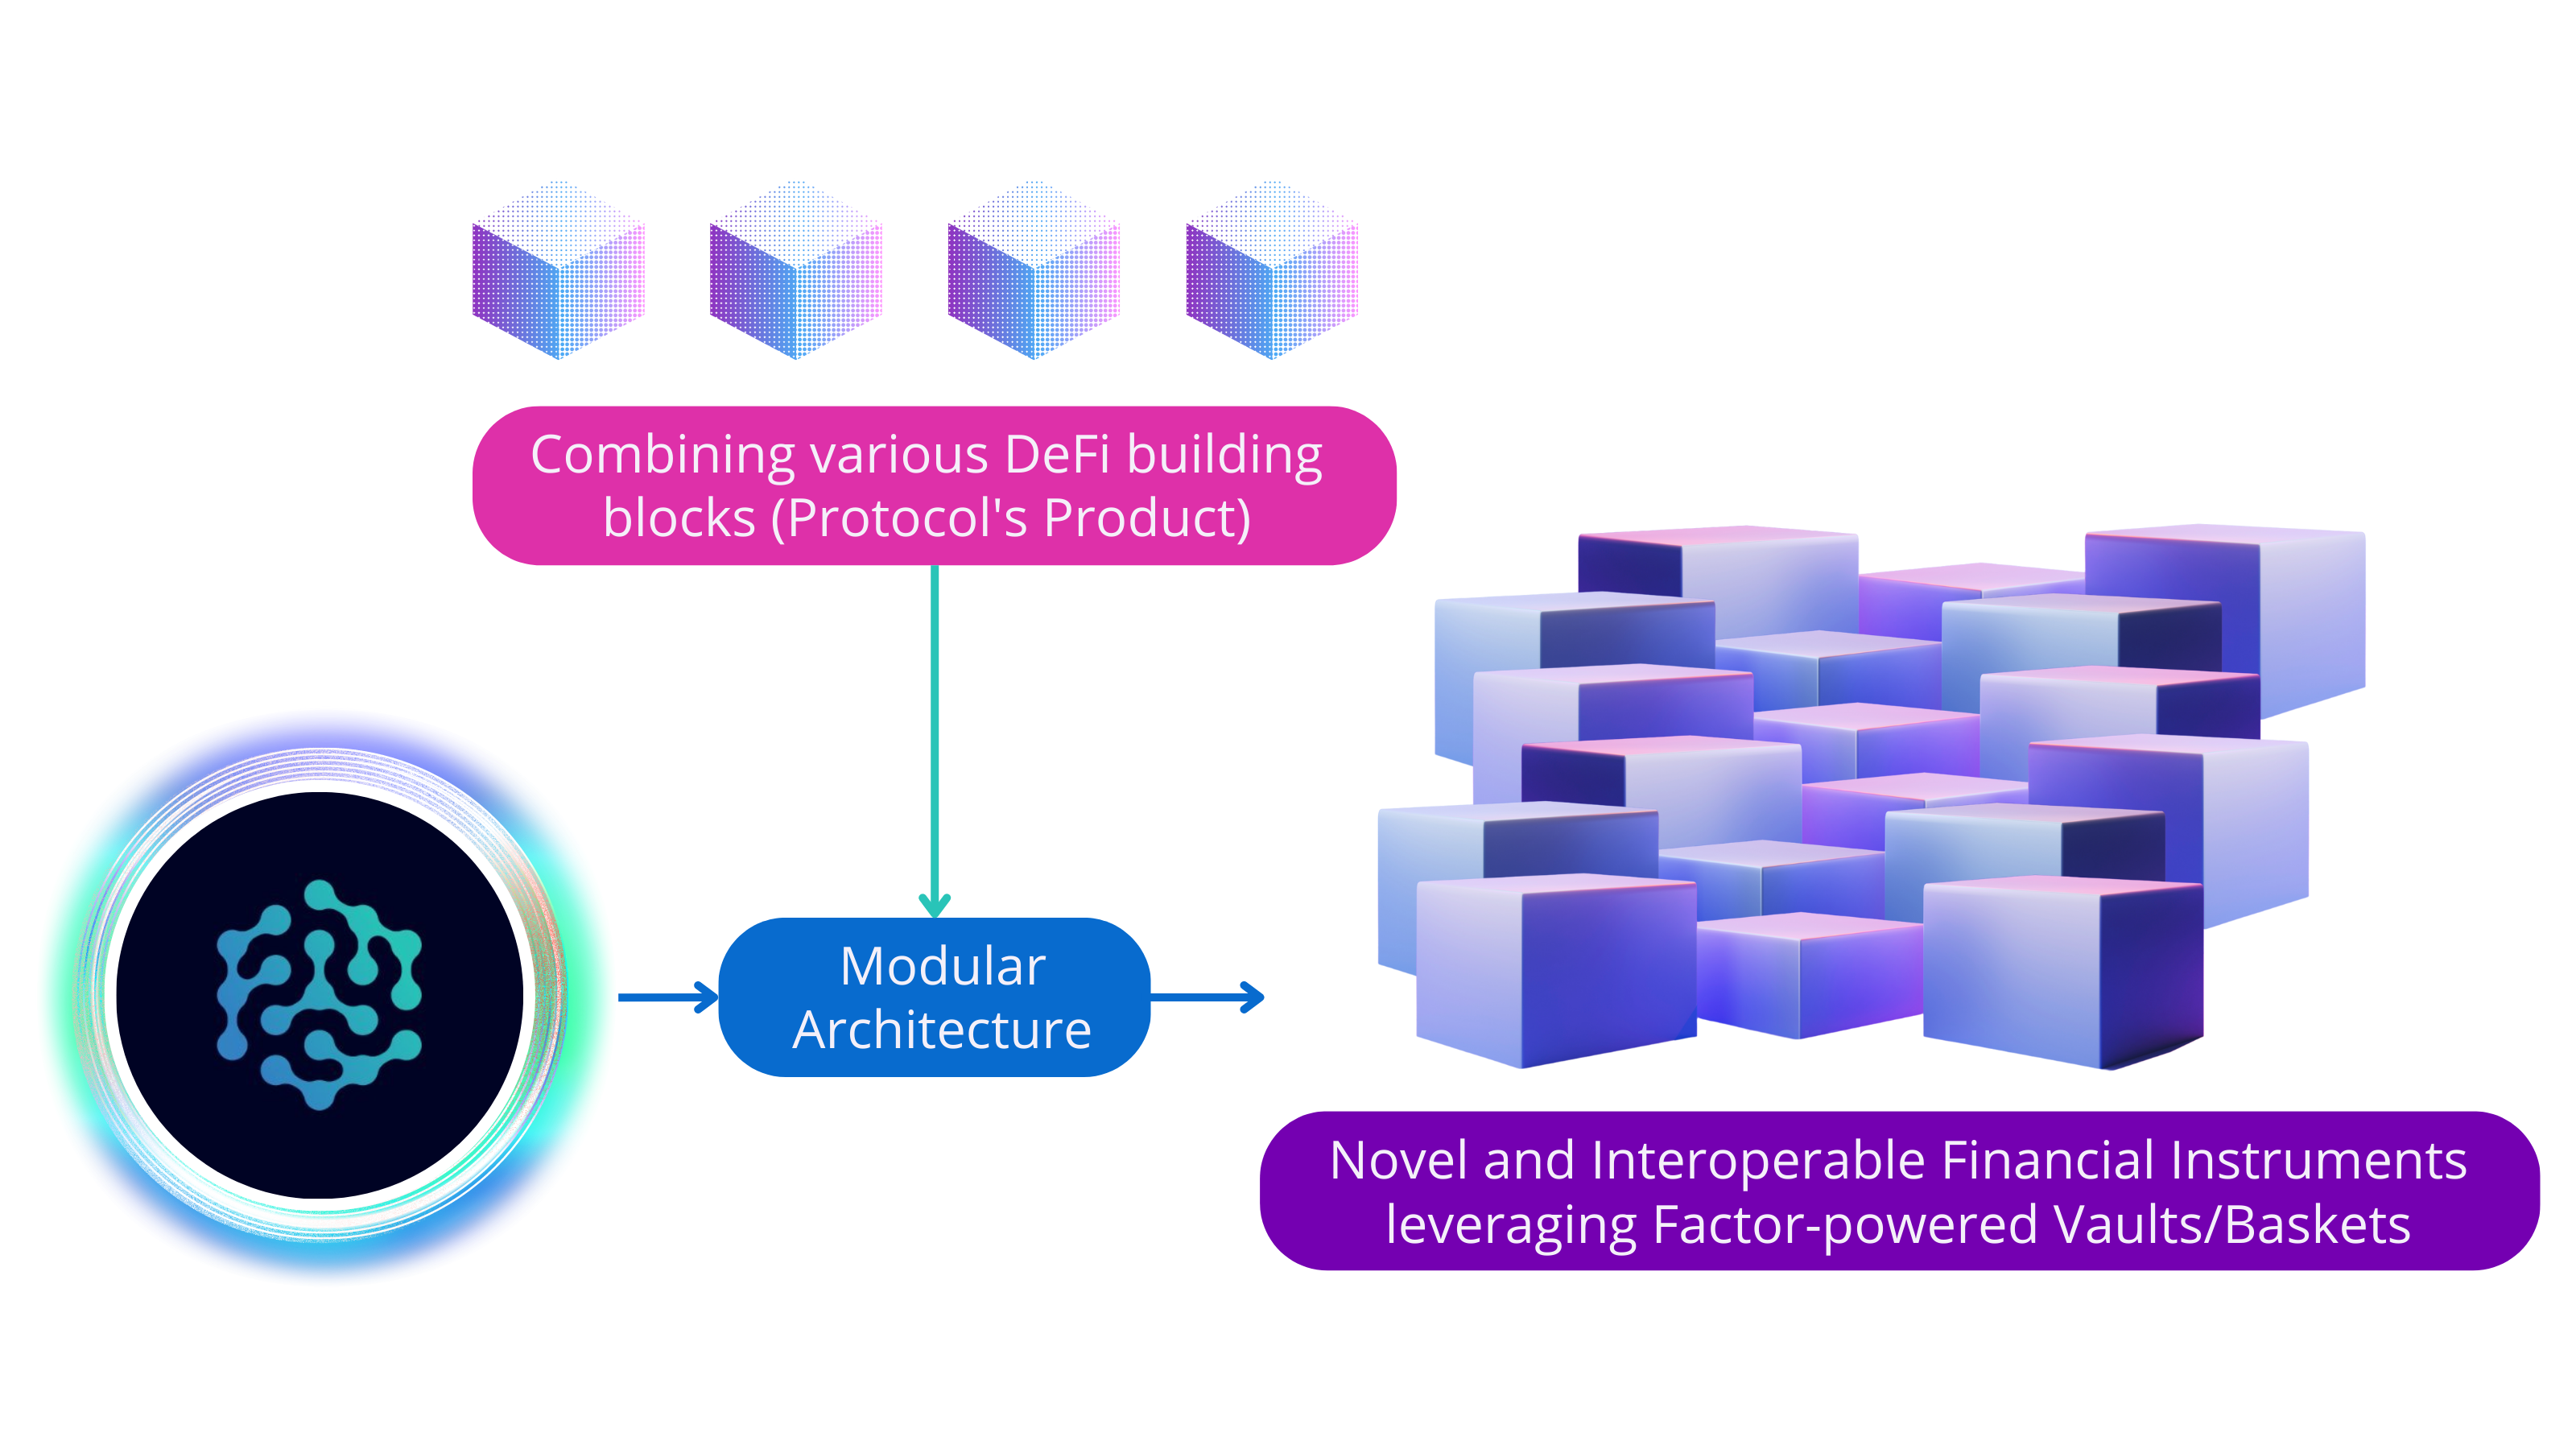 Combining various DeFi building
blocks (Protocol's Product)
Modular
Architecture
Novel and Interoperable Financial Instruments
leveraging Factor-powered Vaults/Baskets